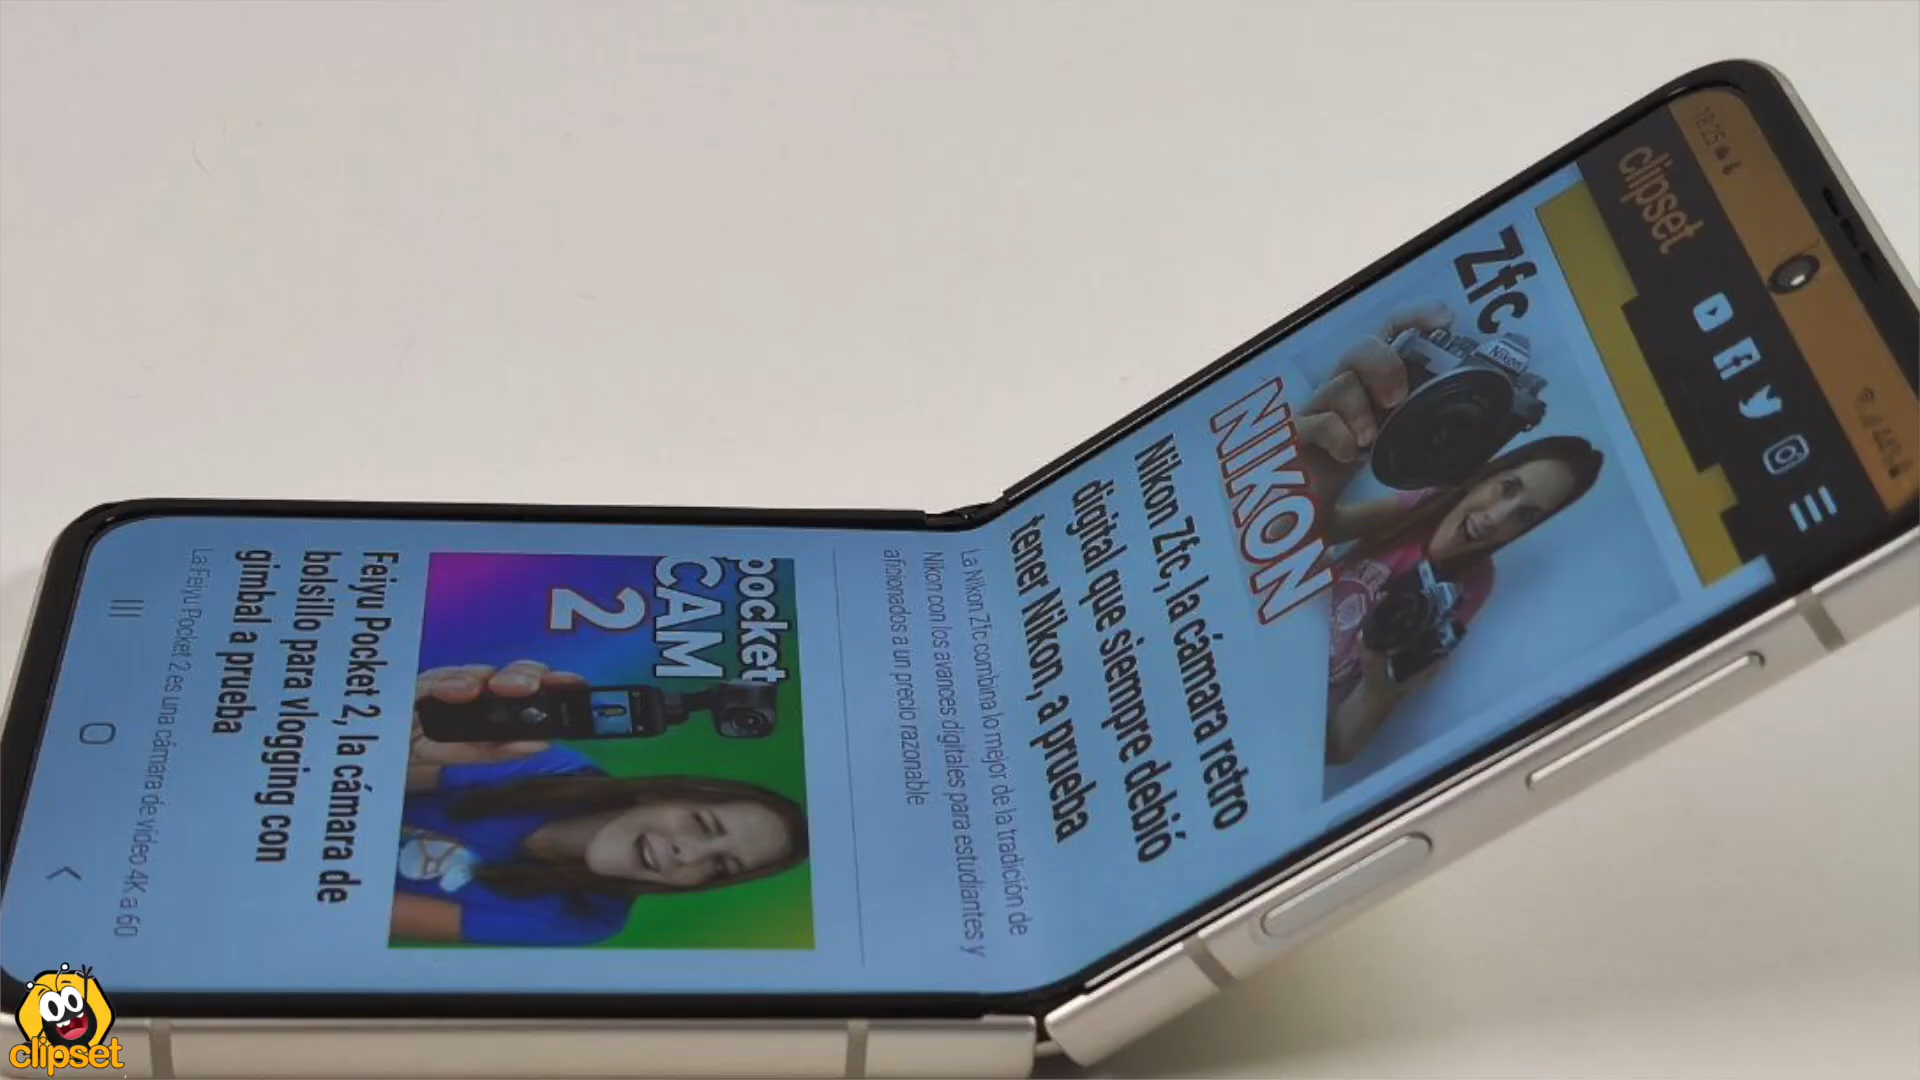 18:25
clipset
Zfc
Nikon
NIKON
Nikon Zfc, la cámara retro
digital que siempre debió
tener Nikon, a prueba
La Nikon Zfc combina lo mejor de la tradición de
Nikon con los avances digitales para estudiantes y
aficionados a un precio razonable
pocket
CAM
2
Feiyu Pocket 2, la cámara de
bolsillo para vlogging con
gimbal a prueba
La Feiyu Pocket 2 es una cámara de vídeo 4K a 60
clipset